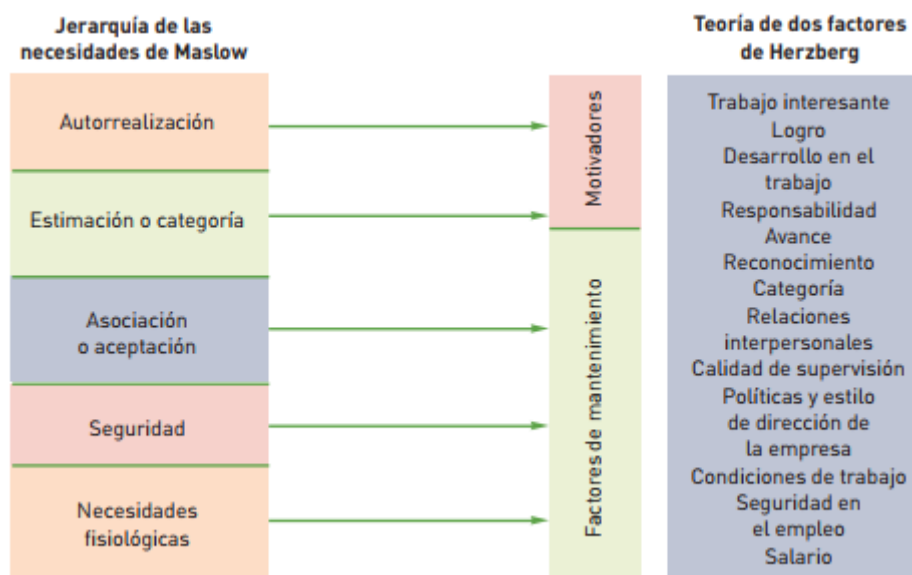 Jerarquía de las
necesidades de Maslow
Autorrealización
Estimación o categoría
Asociación
o aceptación
Seguridad
Necesidades
fisiológicas
Motivadores
Factores de mantenimiento
Teoría de dos factores
de Herzberg
Trabajo interesante
Logro
Desarrollo en el
trabajo
Responsabilidad
Avance
Reconocimiento
Categoría
Relaciones
interpersonales
Calidad de supervisión
Políticas y estilo
de dirección de
la empresa
Condiciones de trabajo
Seguridad en
el empleo
Salario